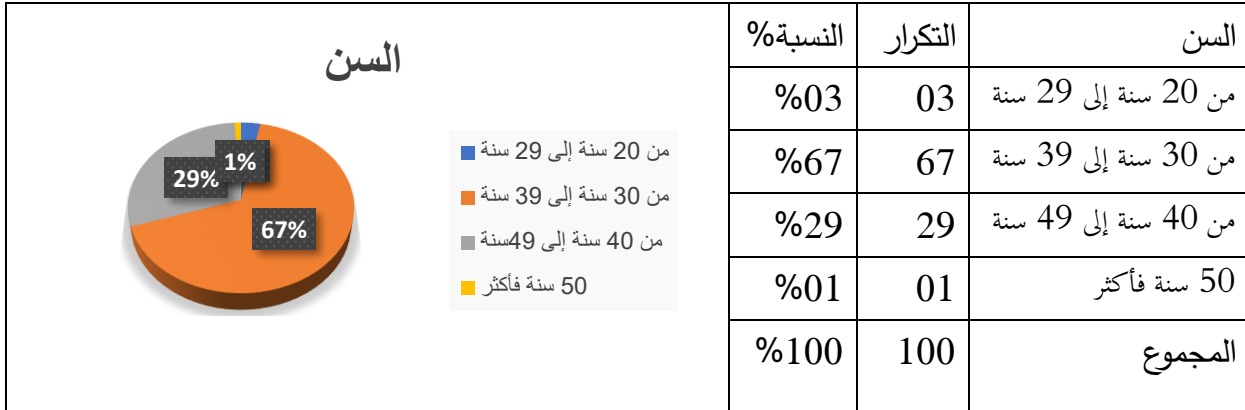 السن التكرار النسبة%
من 20 سنة إلى 29 سنة 03 %03
من 30 سنة إلى 39 سنة 67 %67
من 40 سنة إلى 49 سنة 29 %29
50 سنة فأكثر 01 %01
المجموع 100 %100
السن
1%
29%
67%
من 20 سنة إلى 29 سنة
من 30 سنة إلى 39 سنة
من 40 سنة إلى 49سنة
50 سنة فأكثر